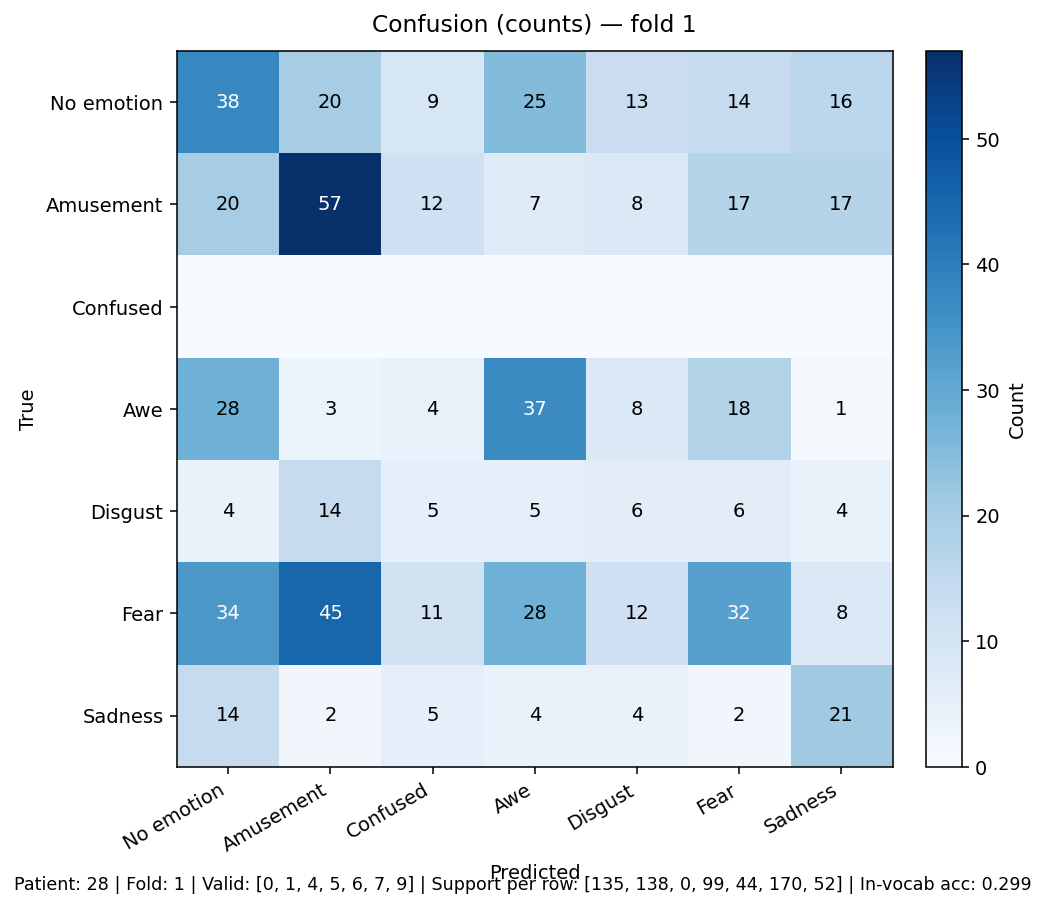 Confusion (counts) — fold 1
No emotion 38 20 9 25 13 14 16
Amusement 20 57 12 7 8 17 17
Confused
Awe 28 3 4 37 8 18 1
Disgust 4 14 5 5 6 6 4
Fear 34 45 11 28 12 32 8
Sadness 14 2 5 4 4 2 21
True
No emotion Amusement Confused Awe Disgust Fear Sadness
Predicted
50
40
30
20
10
0
Count
Patient: 28 | Fold: 1 | Valid: [0, 1, 4, 5, 6, 7, 9] | Support per row: [135, 138, 0, 99, 44, 170, 52] | In-vocab acc: 0.299